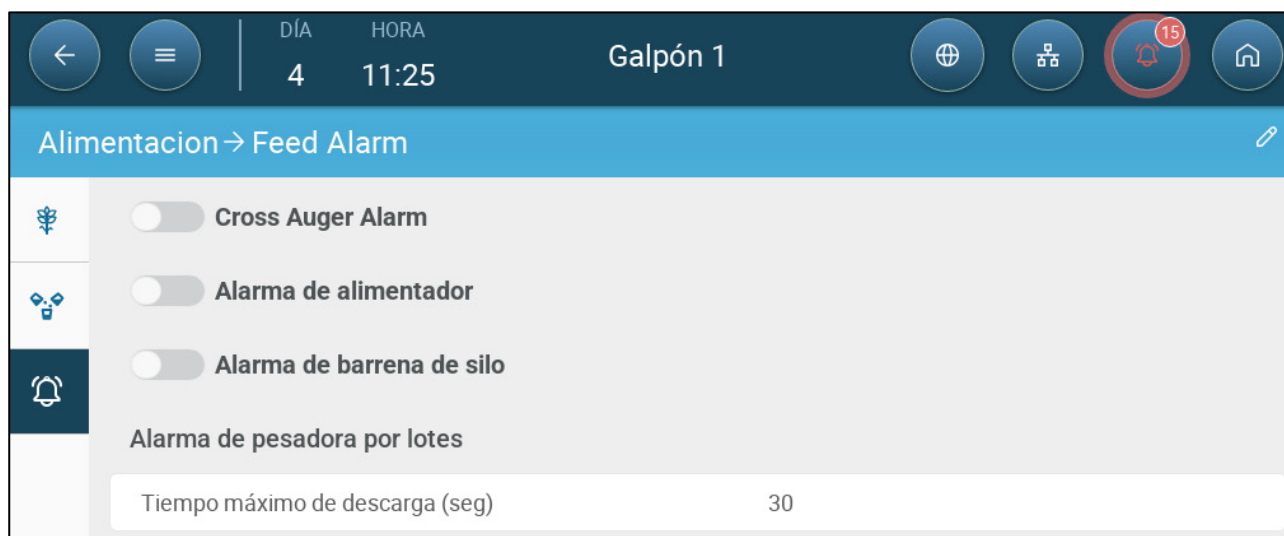 DÍA HORA
4 11:25
Galpón 1
15
Alimentacion → Feed Alarm
Cross Auger Alarm
Alarma de alimentador
Alarma de barrena de silo
Alarma de pesadora por lotes
Tiempo máximo de descarga (seg) 30